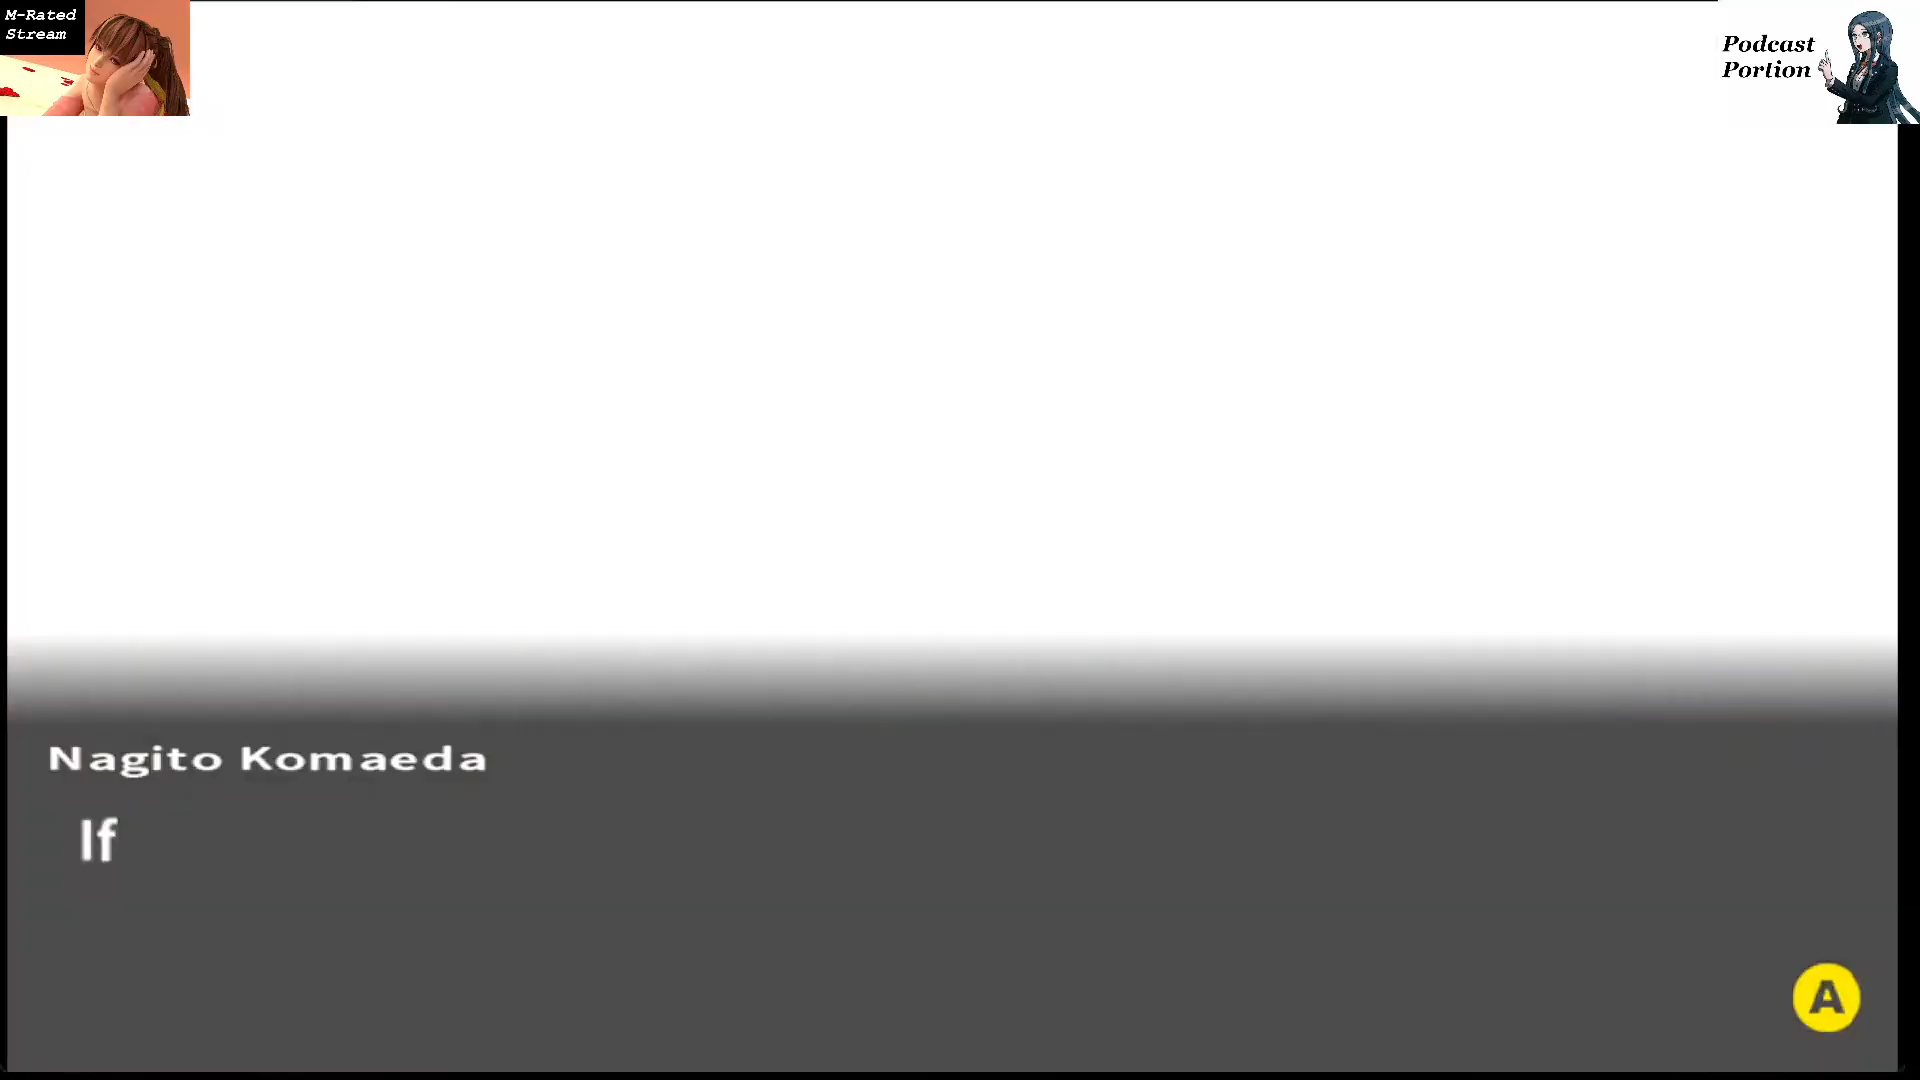 M-Rated
Stream
Podcast
Portion
Nagito Komaeda
If
A